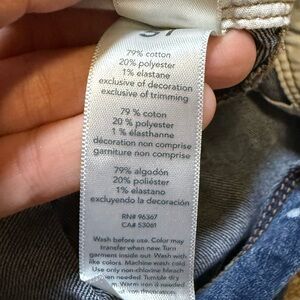 79% cotton
20% polyester
1% elastane
exclusive of decoration
exclusive of trimming
79 % coton
20 % polyester
1 % élasthanne
décoration non comprise
garniture non comprise
79% algodón
20% poliéster
1% elastano
excluyendo la decoración
RN# 96367
CA# 53061
Wash before use. Color may
transfer when new. Turn
garment inside out. Wash with
like colors. Machine wash cold.
Use only non-chlorine bleach
when needed. Tumble dry